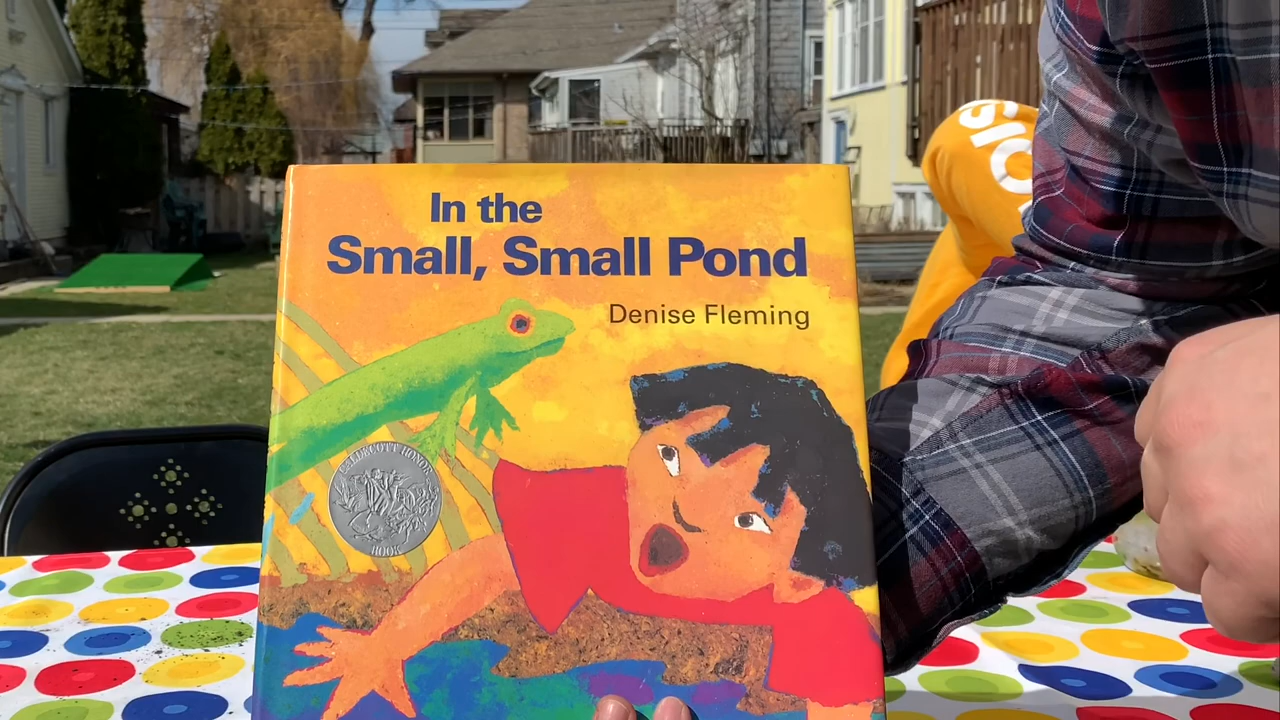 In the
Small, Small Pond
Denise Fleming
CALDECOTT HONOR
BOOK